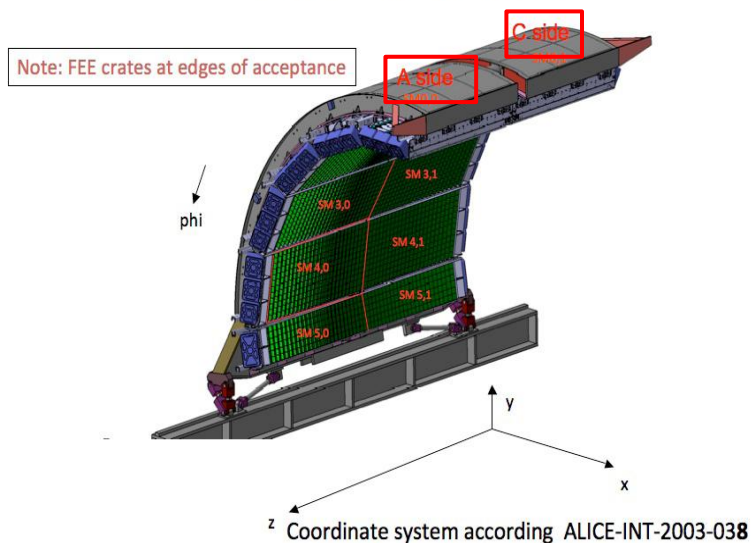 C side
Note: FEE crates at edges of acceptance
A side
SM 3,1
phi
SM 3,0
SM 4,1
SM 4,0
SM 5,1
SM 5,0
y
x
z Coordinate system according ALICE-INT-2003-038